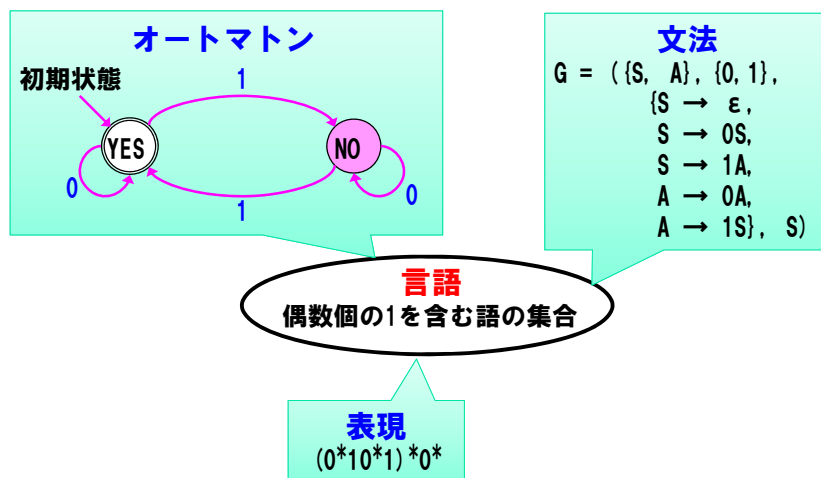 オートマトン
初期状態
1
YES
NO
0
0
1
文法
G = ({S, A}, {0,1},
{S → ε,
S → 0S,
S → 1A,
A → 0A,
A → 1S}, S)
言語
偶数個の1を含む語の集合
表現
(0*10*1)*0*